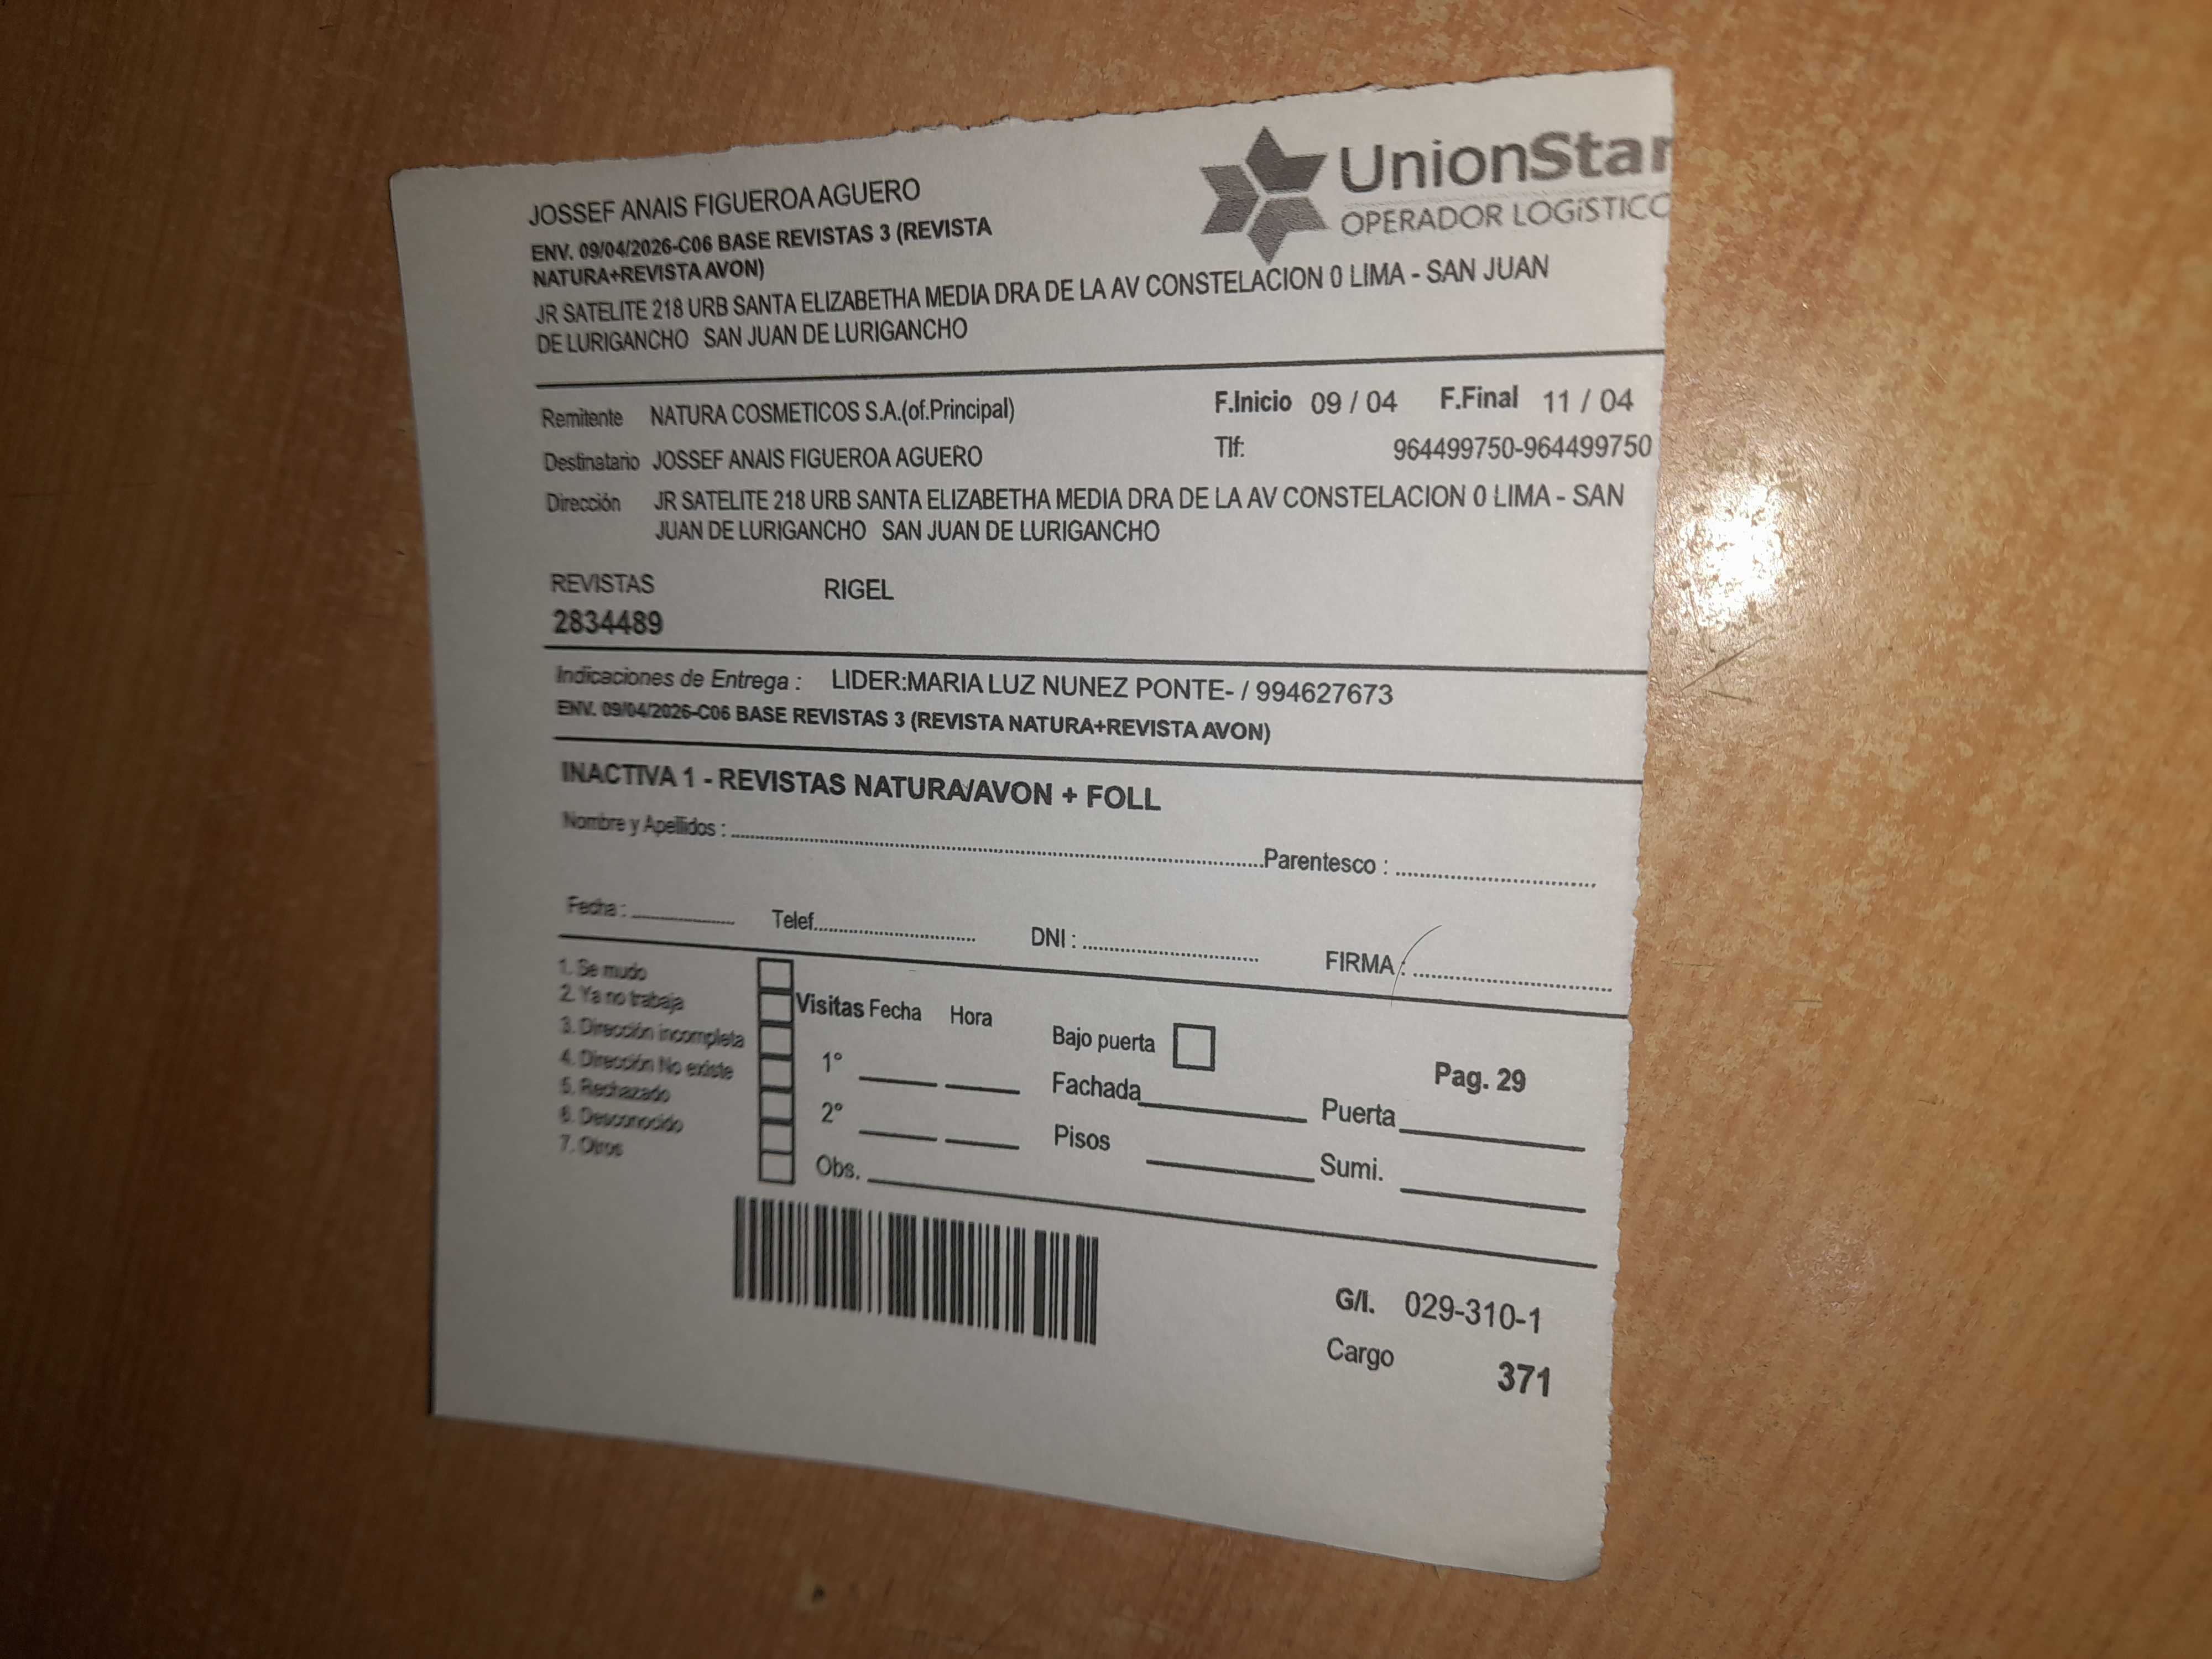 JOSSEF ANAIS FIGUEROA AGUERO
ENV. 09/04/2026-C06 BASE REVISTAS 3 (REVISTA
NATURA+REVISTA AVON)
UnionStar
OPERADOR LOGíSTICO
JR SATELITE 218 URB SANTA ELIZABETHA MEDIA DRA DE LA AV CONSTELACION 0 LIMA - SAN JUAN
DE LURIGANCHO SAN JUAN DE LURIGANCHO
Remitente NATURA COSMETICOS S.A.(of.Principal) F.Inicio 09 / 04 F.Final 11 / 04
Destinatario JOSSEF ANAIS FIGUEROA AGUERO Tlf: 964499750-964499750
Dirección JR SATELITE 218 URB SANTA ELIZABETHA MEDIA DRA DE LA AV CONSTELACION 0 LIMA - SAN
JUAN DE LURIGANCHO SAN JUAN DE LURIGANCHO
REVISTAS RIGEL
2834489
Indicaciones de Entrega : LIDER:MARIA LUZ NUNEZ PONTE- / 994627673
ENV. 09/04/2026-C06 BASE REVISTAS 3 (REVISTA NATURA+REVISTA AVON)
INACTIVA 1 - REVISTAS NATURA/AVON + FOLL
Nombre y Apellidos : Parentesco :
Fecha : Telef. DNI : FIRMA :
1. Se mudo
2. Ya no trabaja
3. Dirección incompleta
4. Dirección No existe
5. Rechazado
6. Desconocido
7. Otros
Visitas Fecha Hora
1°
2°
Obs.
Bajo puerta
Fachada
Pisos
Pag. 29
Puerta
Sumi.
G/I. 029-310-1
Cargo 371